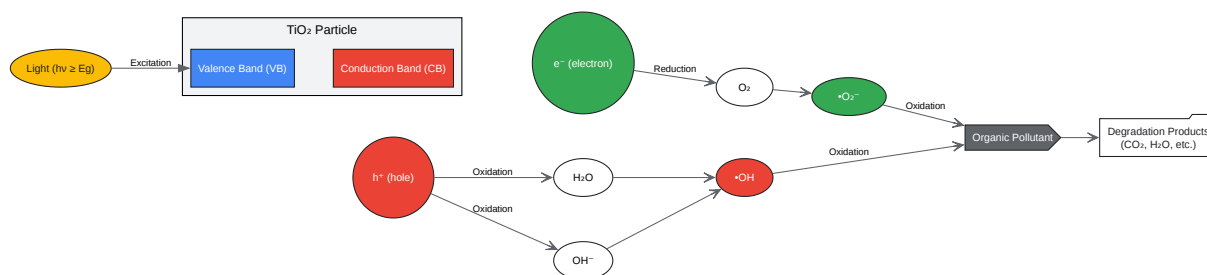 TiO₂ Particle
Light (hν ≥ Eg)
Excitation
Valence Band (VB)
Conduction Band (CB)
e⁻ (electron)
Reduction
O₂
•O₂⁻
Oxidation
Organic Pollutant
Degradation Products
(CO₂, H₂O, etc.)
h⁺ (hole)
Oxidation
H₂O
•OH
Oxidation
Oxidation
OH⁻